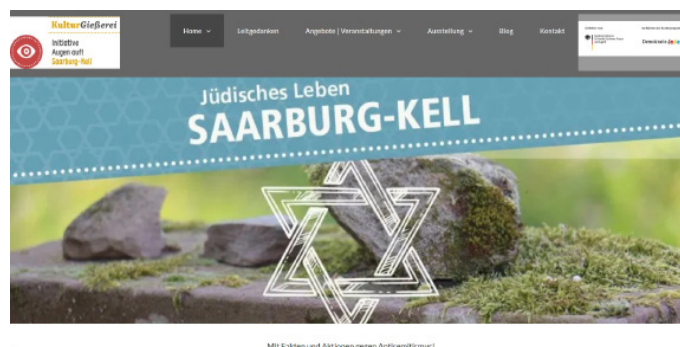 KulturGießerei
Initiative
Augen auf!
Saarburg-Kell
Home
Leitgedanken
Angebote | Veranstaltungen
Ausstellung
Blog
Kontakt
Demokratie
Jüdisches Leben
SAARBURG-KELL
Mit Fakten und Aktionen gegen Antisemitismus!